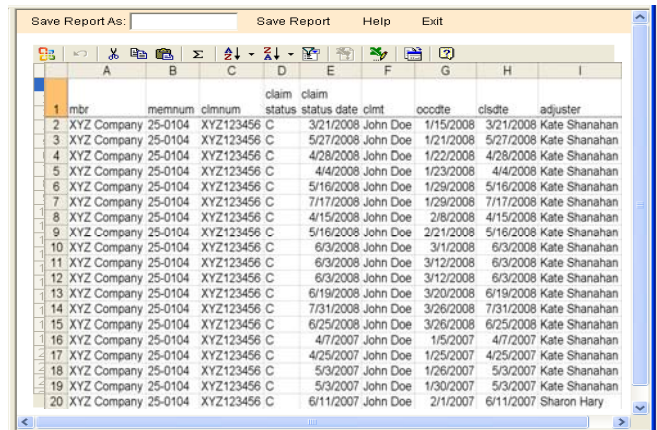 Save Report As: Save Report Help Exit
A B C D E F G H I
claim claim
1 mbr memnum clmnum status status date clmt occdte clsdte adjuster
2 XYZ Company 25-0104 XYZ123456 C 3/21/2008 John Doe 1/15/2008 3/21/2008 Kate Shanahan
3 XYZ Company 25-0104 XYZ123456 C 5/27/2008 John Doe 1/21/2008 5/27/2008 Kate Shanahan
4 XYZ Company 25-0104 XYZ123456 C 4/28/2008 John Doe 1/22/2008 4/28/2008 Kate Shanahan
5 XYZ Company 25-0104 XYZ123456 C 4/4/2008 John Doe 1/23/2008 4/4/2008 Kate Shanahan
6 XYZ Company 25-0104 XYZ123456 C 5/16/2008 John Doe 1/29/2008 5/16/2008 Kate Shanahan
7 XYZ Company 25-0104 XYZ123456 C 7/17/2008 John Doe 1/29/2008 7/17/2008 Kate Shanahan
8 XYZ Company 25-0104 XYZ123456 C 4/15/2008 John Doe 2/8/2008 4/15/2008 Kate Shanahan
9 XYZ Company 25-0104 XYZ123456 C 5/16/2008 John Doe 2/21/2008 5/16/2008 Kate Shanahan
10 XYZ Company 25-0104 XYZ123456 C 6/3/2008 John Doe 3/1/2008 6/3/2008 Kate Shanahan
11 XYZ Company 25-0104 XYZ123456 C 6/3/2008 John Doe 3/12/2008 6/3/2008 Kate Shanahan
12 XYZ Company 25-0104 XYZ123456 C 6/3/2008 John Doe 3/12/2008 6/3/2008 Kate Shanahan
13 XYZ Company 25-0104 XYZ123456 C 6/19/2008 John Doe 3/20/2008 6/19/2008 Kate Shanahan
14 XYZ Company 25-0104 XYZ123456 C 7/31/2008 John Doe 3/26/2008 7/31/2008 Kate Shanahan
15 XYZ Company 25-0104 XYZ123456 C 6/25/2008 John Doe 3/26/2008 6/25/2008 Kate Shanahan
16 XYZ Company 25-0104 XYZ123456 C 4/7/2007 John Doe 1/5/2007 4/7/2007 Kate Shanahan
17 XYZ Company 25-0104 XYZ123456 C 4/25/2007 John Doe 1/25/2007 4/25/2007 Kate Shanahan
18 XYZ Company 25-0104 XYZ123456 C 5/3/2007 John Doe 1/26/2007 5/3/2007 Kate Shanahan
19 XYZ Company 25-0104 XYZ123456 C 5/3/2007 John Doe 1/30/2007 5/3/2007 Kate Shanahan
20 XYZ Company 25-0104 XYZ123456 C 6/11/2007 John Doe 2/1/2007 6/11/2007 Sharon Hary